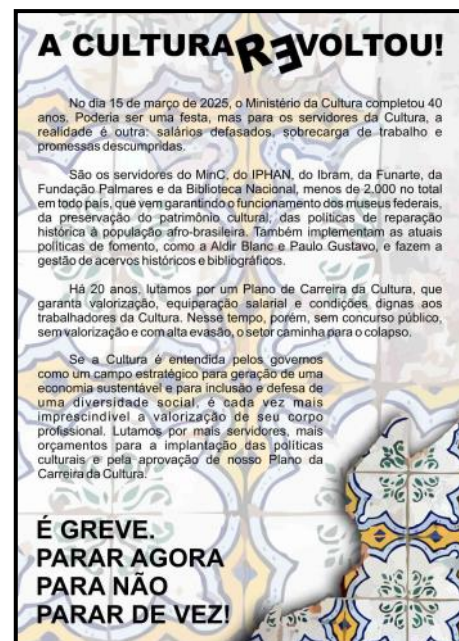 A CULTURA REVOLTOU!
No dia 15 de março de 2025, o Ministério da Cultura completou 40
anos. Poderia ser uma festa, mas para os servidores da Cultura, a
realidade é outra: salários defasados, sobrecarga de trabalho e
promessas descumpridas.
São os servidores do MinC, do IPHAN, do Ibram, da Funarte, da
Fundação Palmares e da Biblioteca Nacional, menos de 2.000 no total
em todo país, que vem garantindo o funcionamento dos museus federais,
da preservação do patrimônio cultural, das políticas de reparação
histórica à população afro-brasileira. Também implementam as atuais
políticas de fomento, como a Aldir Blanc e Paulo Gustavo, e fazem a
gestão de acervos históricos e bibliográficos.
Há 20 anos, lutamos por um Plano de Carreira da Cultura, que
garanta valorização, equiparação salarial e condições dignas aos
trabalhadores da Cultura. Nesse tempo, porém, sem concurso público,
sem valorização e com alta evasão, o setor caminha para o colapso.
Se a Cultura é entendida pelos governos
como um campo estratégico para geração de uma
economia sustentável e para inclusão e defesa de
uma diversidade social, é cada vez mais
imprescindível a valorização de seu corpo
profissional. Lutamos por mais servidores, mais
orçamentos para a implantação das políticas
culturais e pela aprovação de nosso Plano da
Carreira da Cultura.
É GREVE.
PARAR AGORA
PARA NÃO
PARAR DE VEZ!